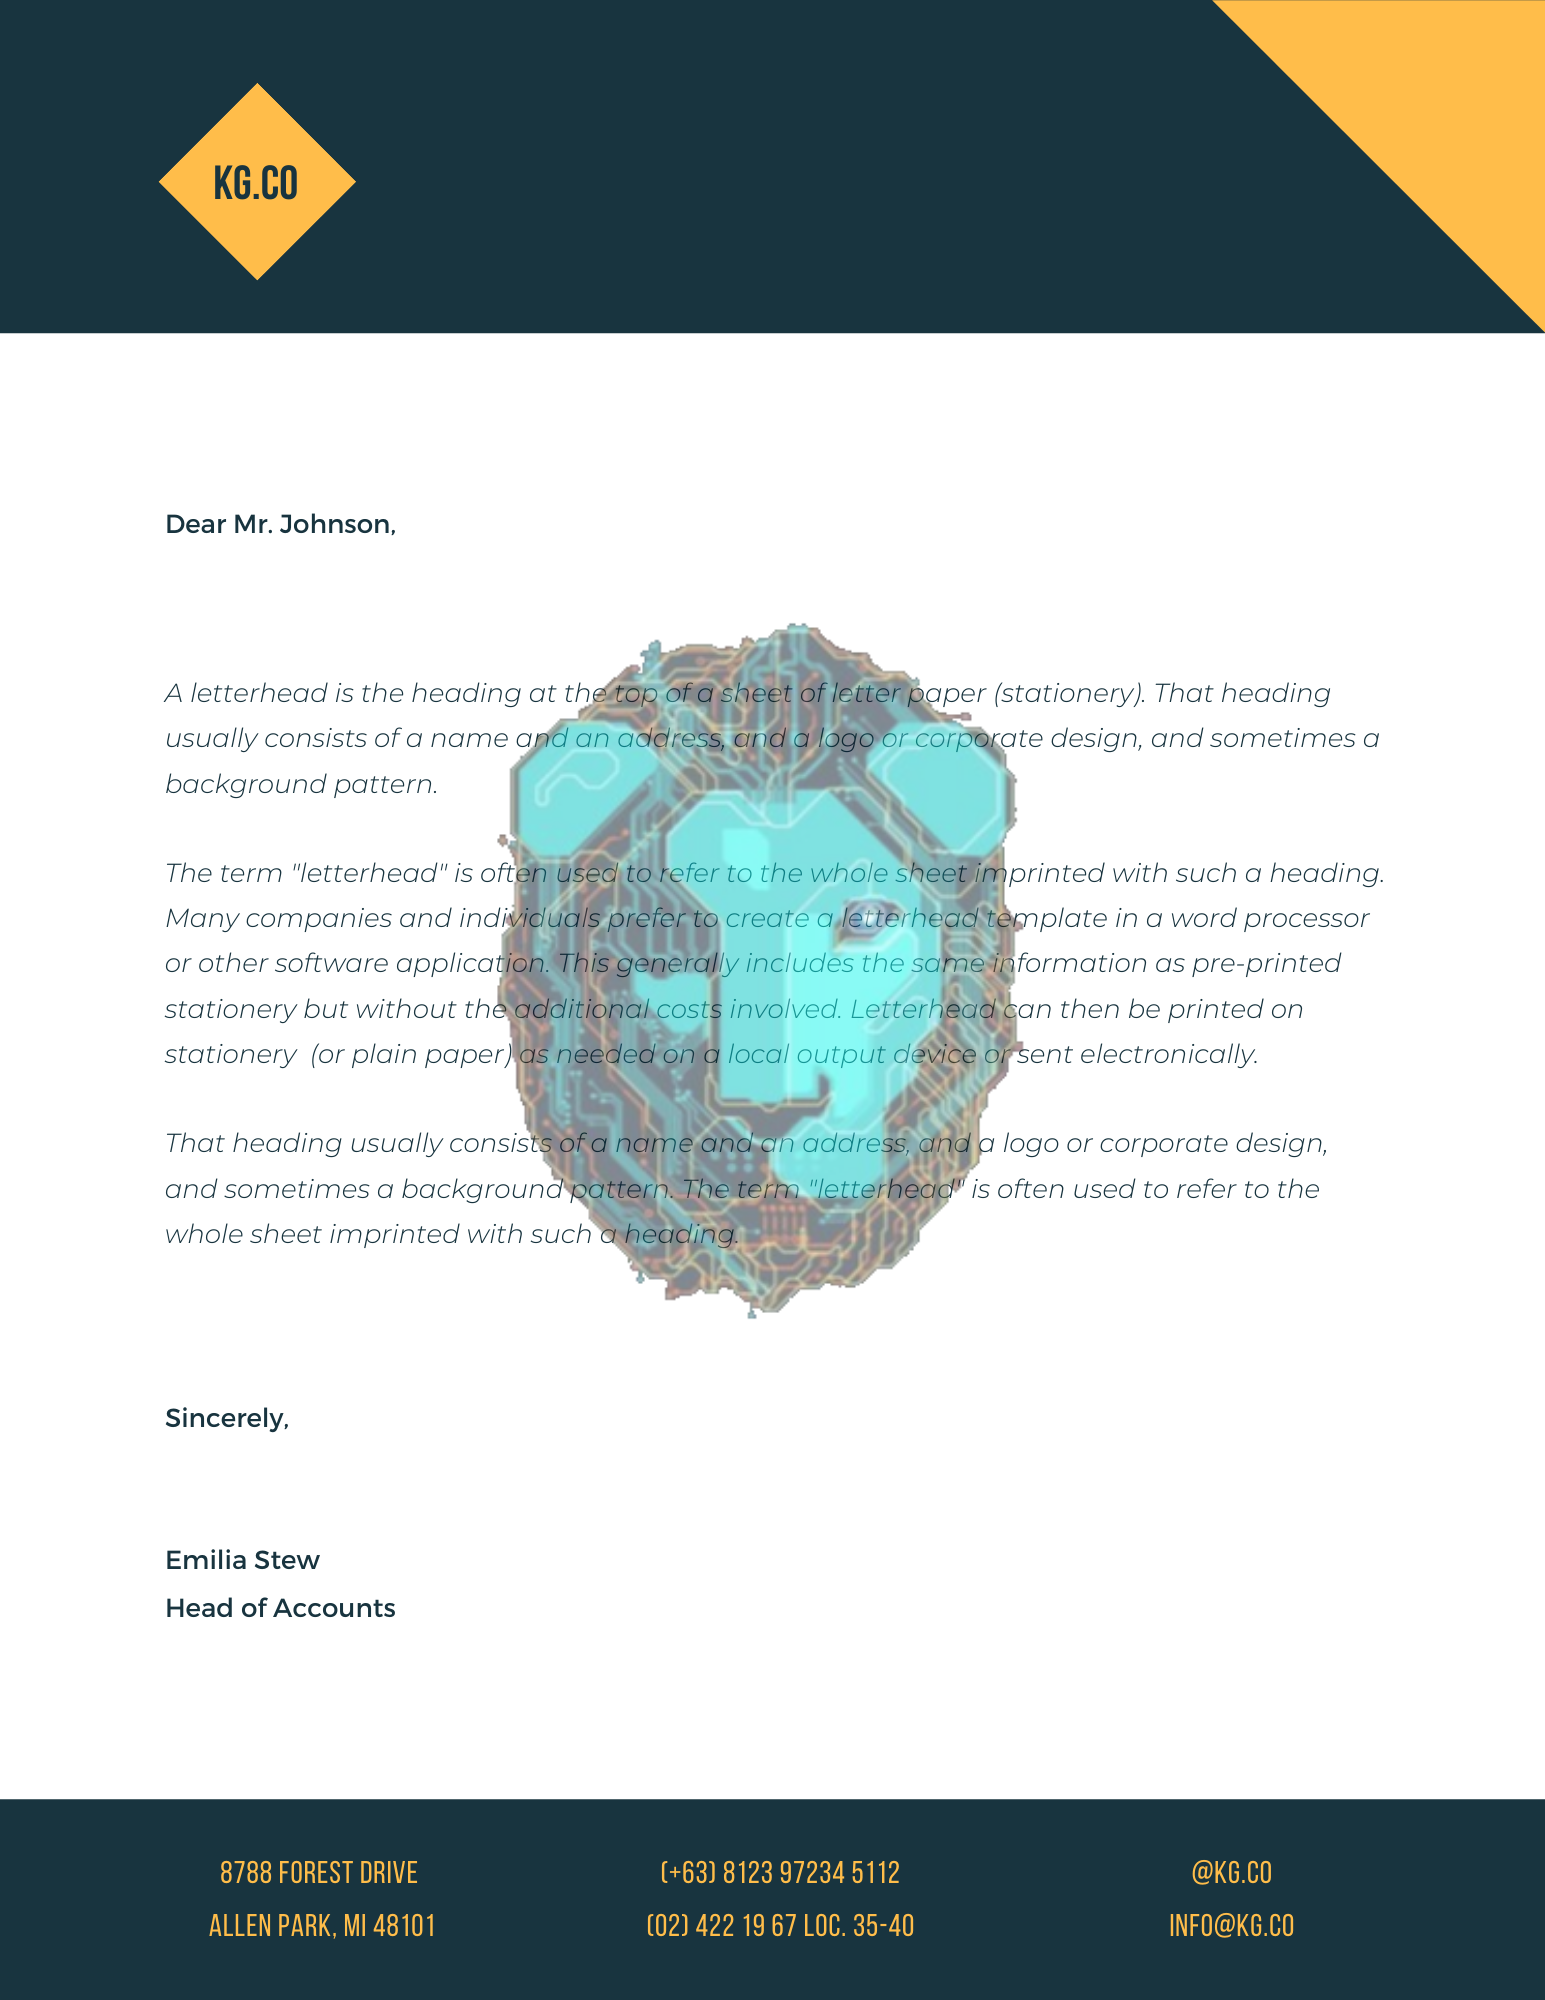 KG.CO
Dear Mr. Johnson,
A letterhead is the heading at the top of a sheet of letter paper (stationery). That heading
usually consists of a name and an address, and a logo or corporate design, and sometimes a
background pattern.
The term "letterhead" is often used to refer to the whole sheet imprinted with such a heading.
Many companies and individuals prefer to create a letterhead template in a word processor
or other software application. This generally includes the same information as pre-printed
stationery but without the additional costs involved. Letterhead can then be printed on
stationery  (or plain paper) as needed on a local output device or sent electronically.
That heading usually consists of a name and an address, and a logo or corporate design,
and sometimes a background pattern. The term "letterhead" is often used to refer to the
whole sheet imprinted with such a heading.
Sincerely,
Emilia Stew
Head of Accounts
8788 FOREST DRIVE
ALLEN PARK, MI 48101
(+63) 8123 97234 5112
(02) 422 19 67 LOC. 35-40
@KG.CO
INFO@KG.CO